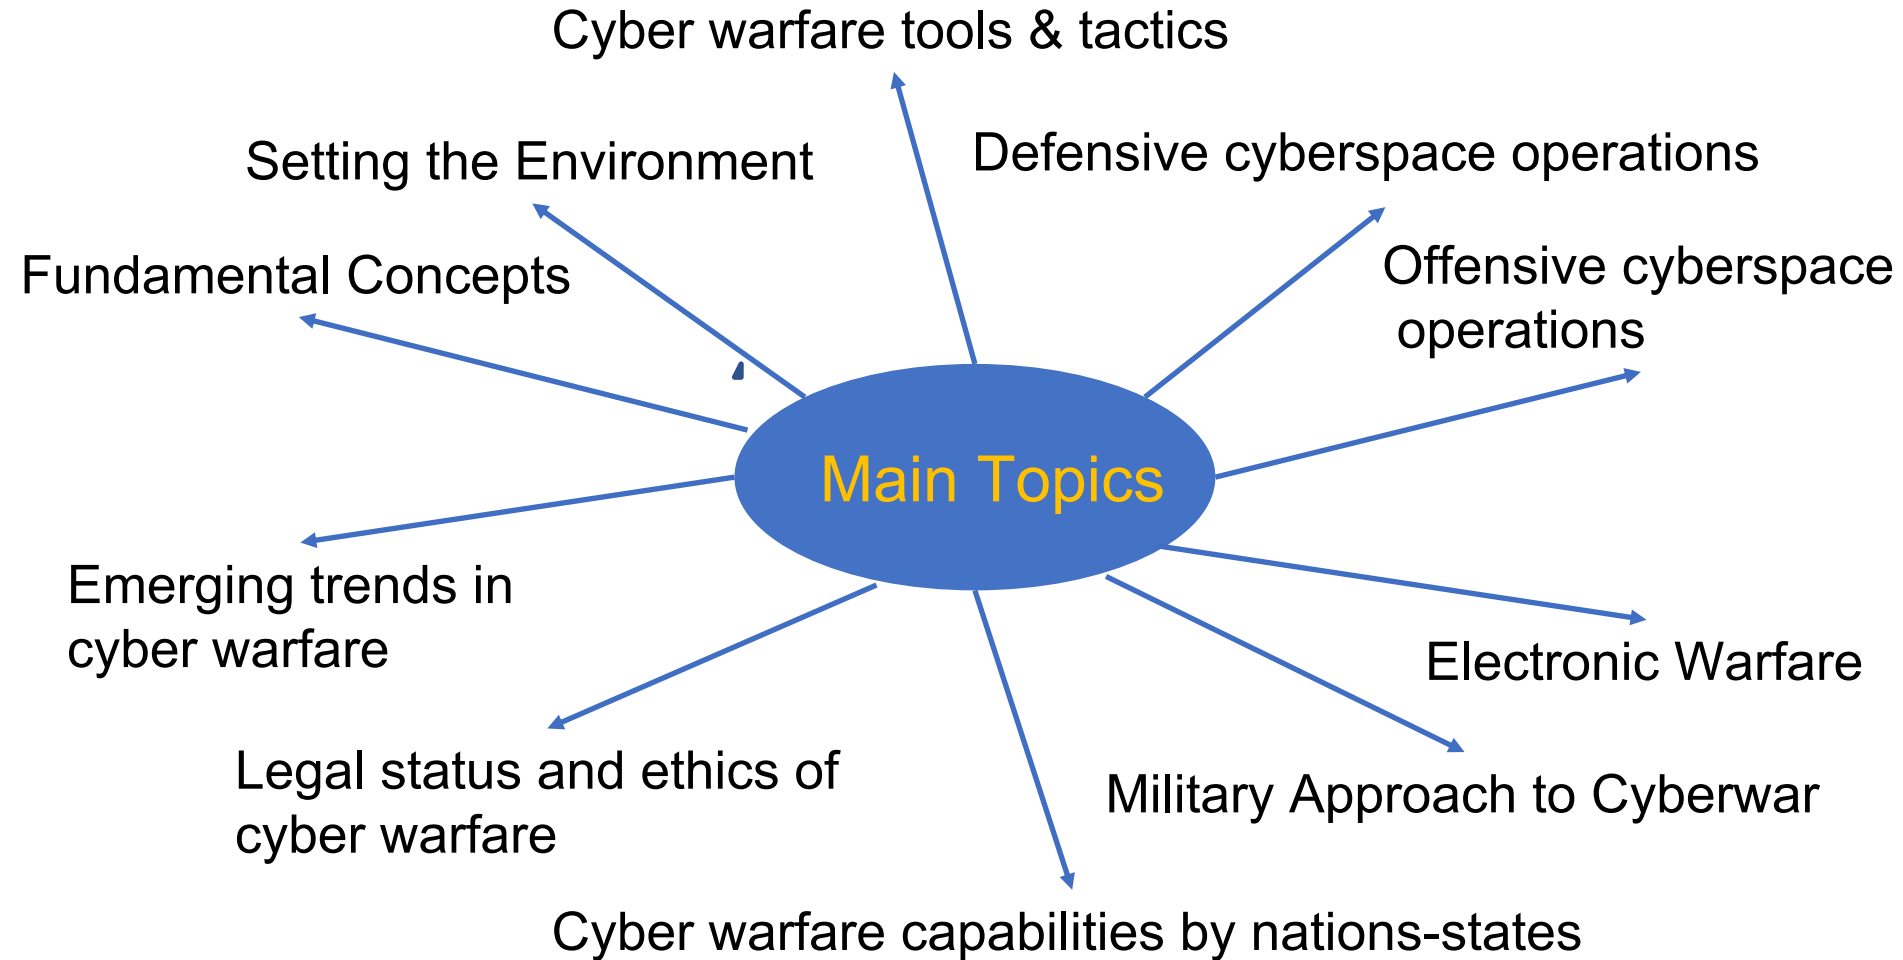 Cyber warfare tools & tactics
Setting the Environment
Defensive cyberspace operations
Fundamental Concepts
Offensive cyberspace
operations
Main Topics
Emerging trends in
cyber warfare
Electronic Warfare
Legal status and ethics of
cyber warfare
Military Approach to Cyberwar
Cyber warfare capabilities by nations-states